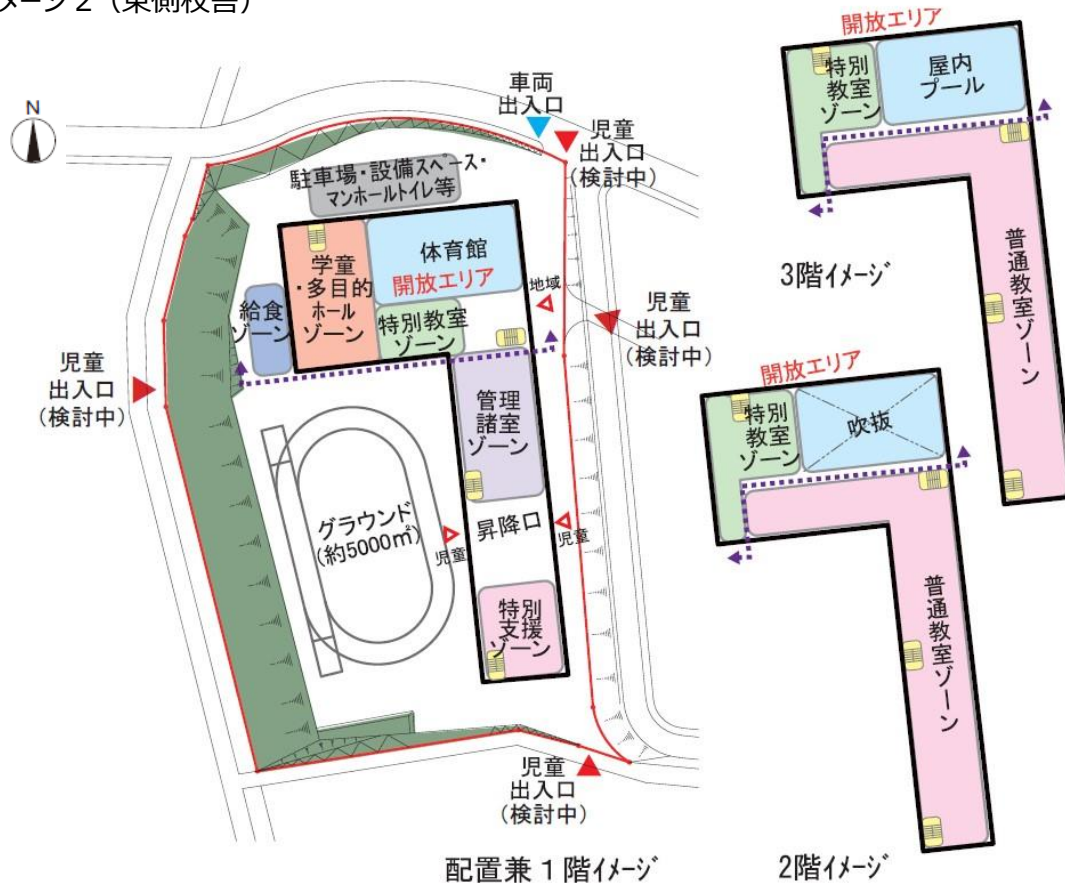 メージ２（東側校舎）
N
車両
出入口
児童
出入口
（検討中）
駐車場・設備スペース・
マンホールトイレ等
学童
・多目的
ホール
ゾーン
体育館
開放エリア
地域
給食
ゾーン
特別教室
ゾーン
児童
出入口
（検討中）
児童
出入口
（検討中）
管理
諸室
ゾーン
グラウンド
(約5000㎡)
児童
昇降口
児童
特別
支援
ゾーン
児童
出入口
（検討中）
配置兼１階イメージ
開放エリア
特別
教室
ゾーン
屋内
プール
普通教室ゾーン
3階イメージ
開放エリア
特別
教室
ゾーン
吹抜
普通教室ゾーン
2階イメージ